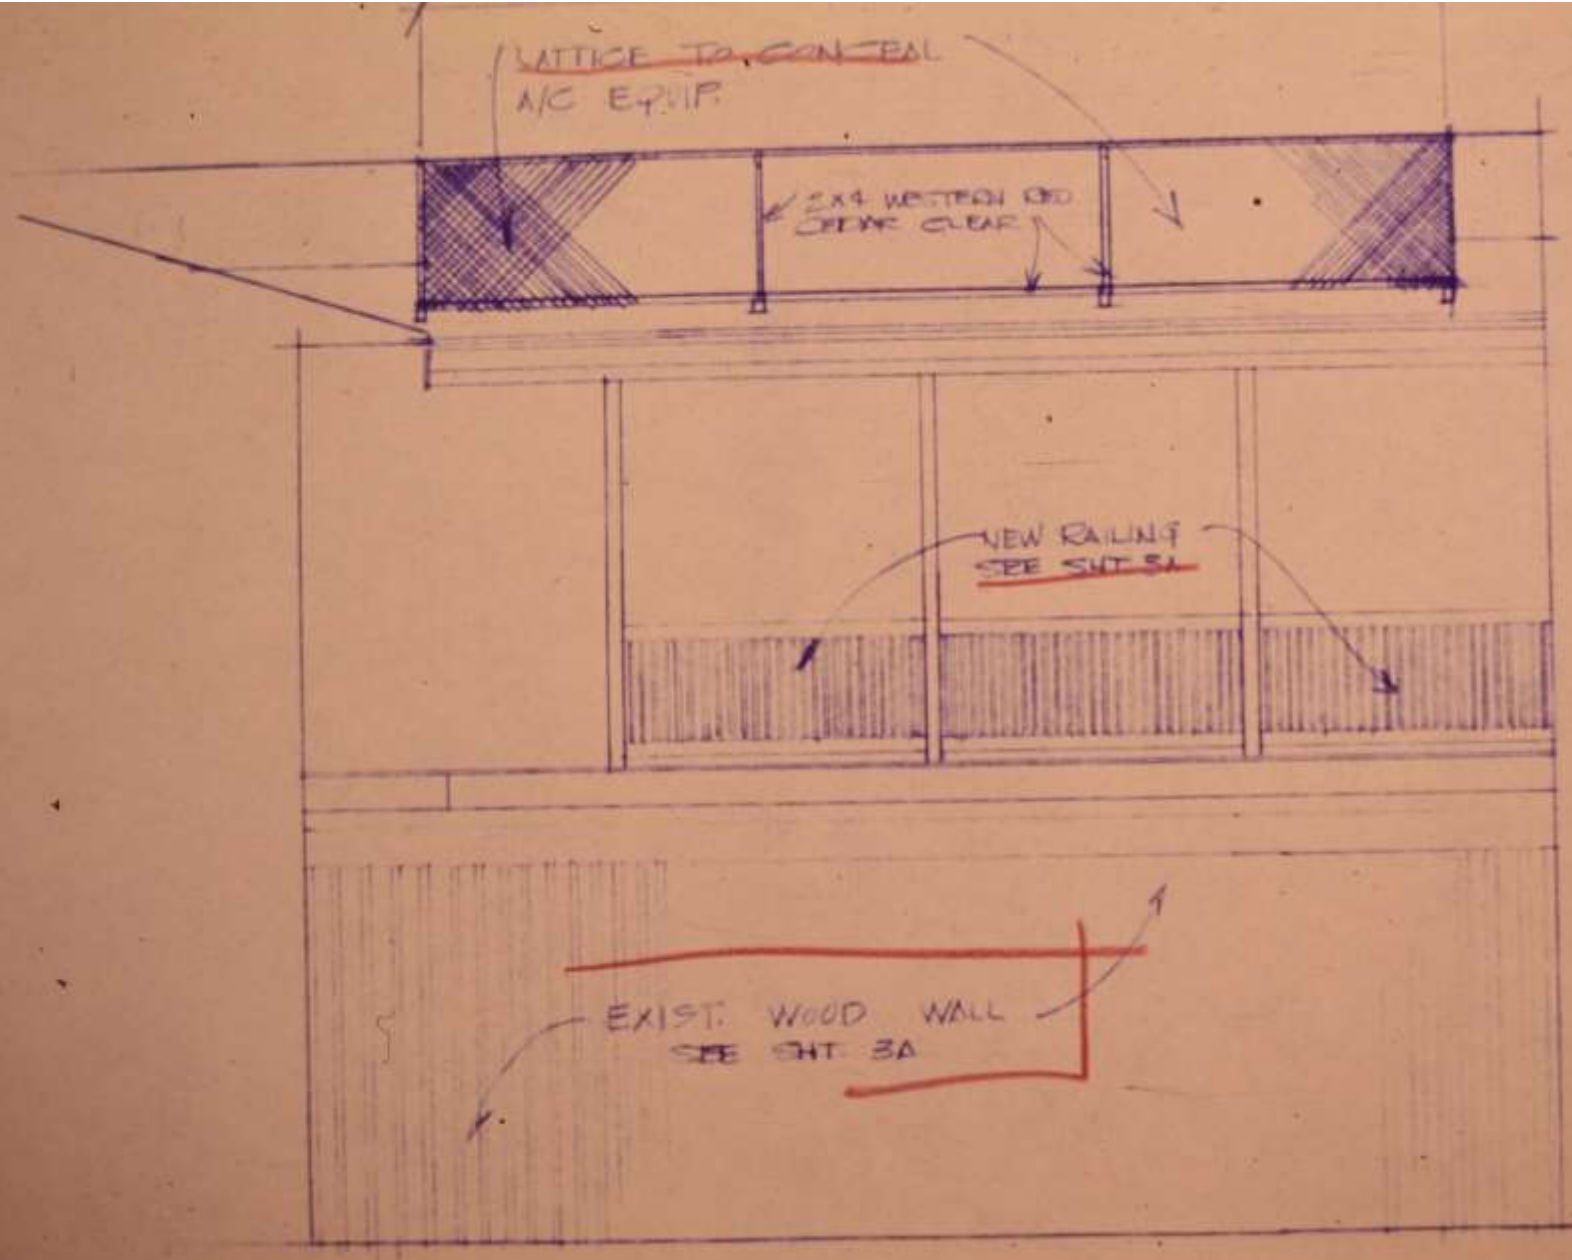 LATTICE TO CONCEAL
A/C EQUIP.
2X4 WESTERN RED
CEDAR CLEAR
NEW RAILING
SEE SHT 3A
EXIST. WOOD WALL
SEE SHT 3A